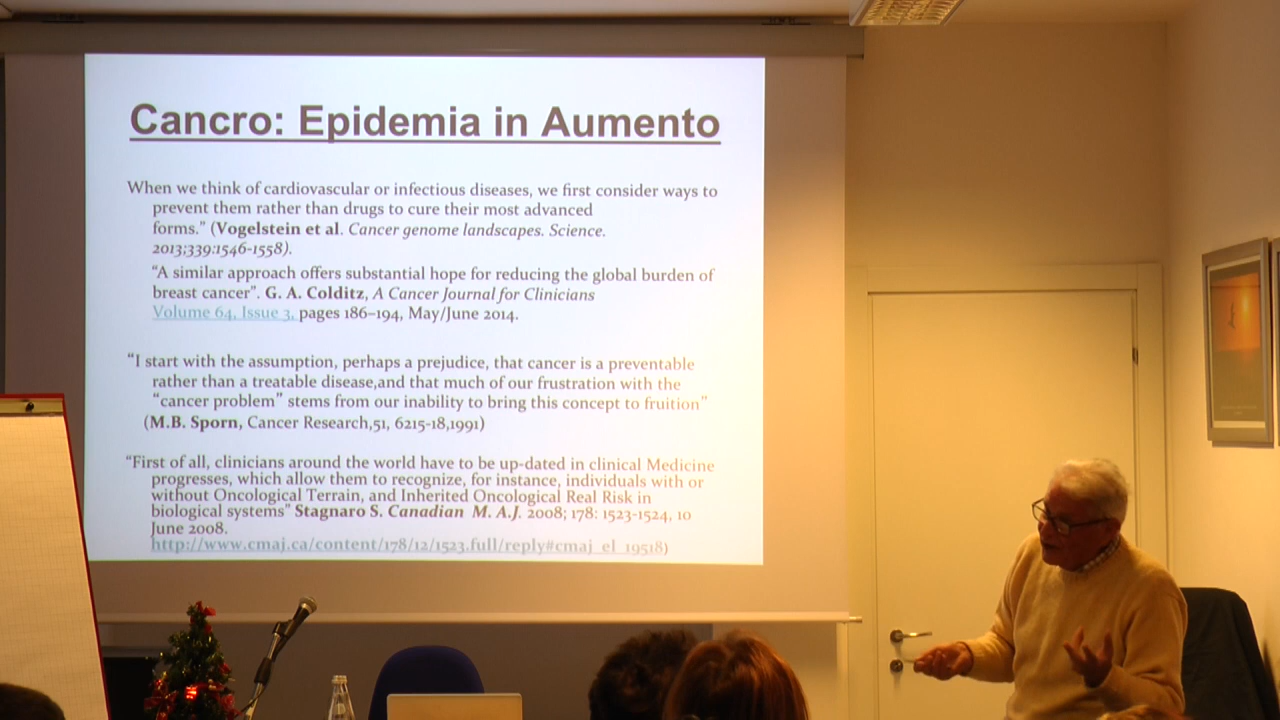 Cancro: Epidemia in Aumento
When we think of cardiovascular or infectious diseases, we first consider ways to
prevent them rather than drugs to cure their most advanced
forms." (Vogelstein et al. Cancer genome landscapes. Science.
2013;339:1546-1558).
"A similar approach offers substantial hope for reducing the global burden of
breast cancer". G. A. Colditz, A Cancer Journal for Clinicians
Volume 64, Issue 3, pages 186–194, May/June 2014.
"I start with the assumption, perhaps a prejudice, that cancer is a preventable
rather than a treatable disease,and that much of our frustration with the
"cancer problem" stems from our inability to bring this concept to fruition"
(M.B. Sporn, Cancer Research,51, 6215-18,1991)
"First of all, clinicians around the world have to be up-dated in clinical Medicine
progresses, which allow them to recognize, for instance, individuals with or
without Oncological Terrain, and Inherited Oncological Real Risk in
biological systems" Stagnaro S. Canadian M. A.J. 2008; 178: 1523-1524, 10
June 2008.
http://www.cmaj.ca/content/178/12/1523.full/reply#cmaj_el_19518)